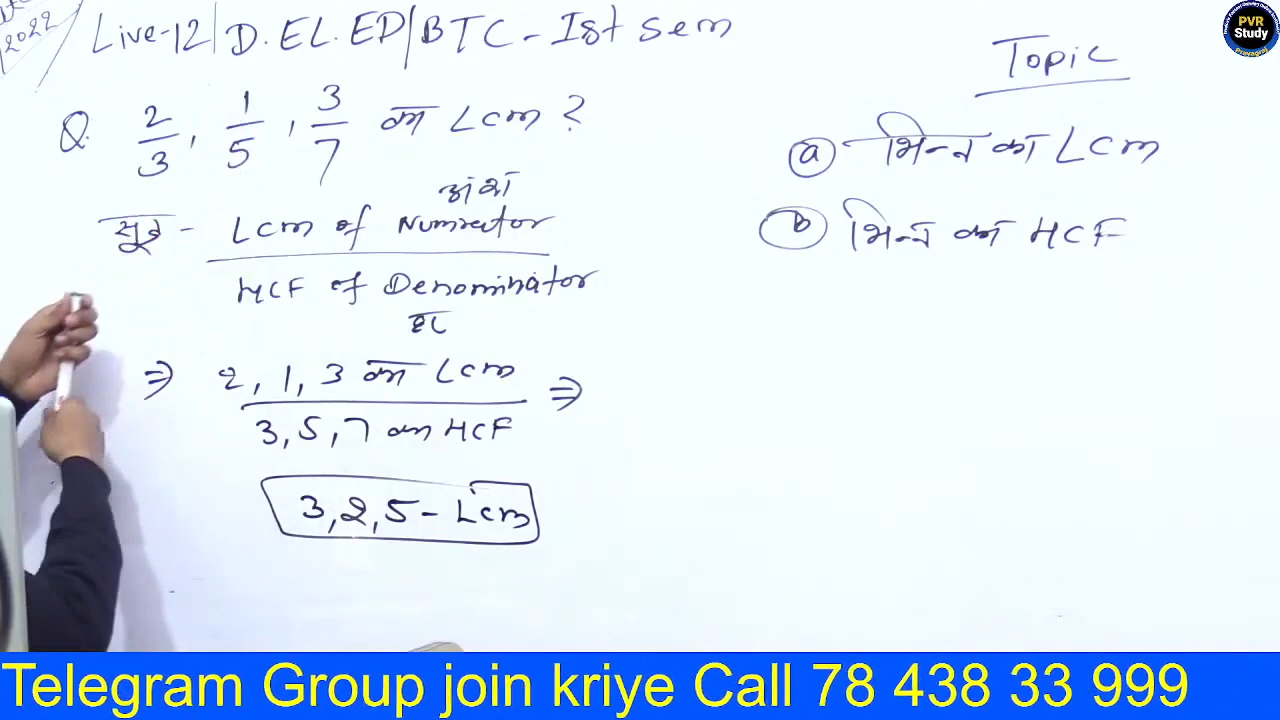 2022
Live-12 | D.EL.ED/BTC - Ist Sem
Q. 2/3, 1/5, 3/7 का Lcm ?
अंश
सूत्र - Lcm of Numrector
HCF of Denominator
हर
⇒ 2, 1, 3 का Lcm ⇒
3, 5, 7 का HCF
3, 2, 5 - Lcm
Topic
(a) भिन्न का LCm
(b) भिन्न का HCF
PVR
Study
Prayagraj
Telegram Group join kriye Call 78 438 33 999